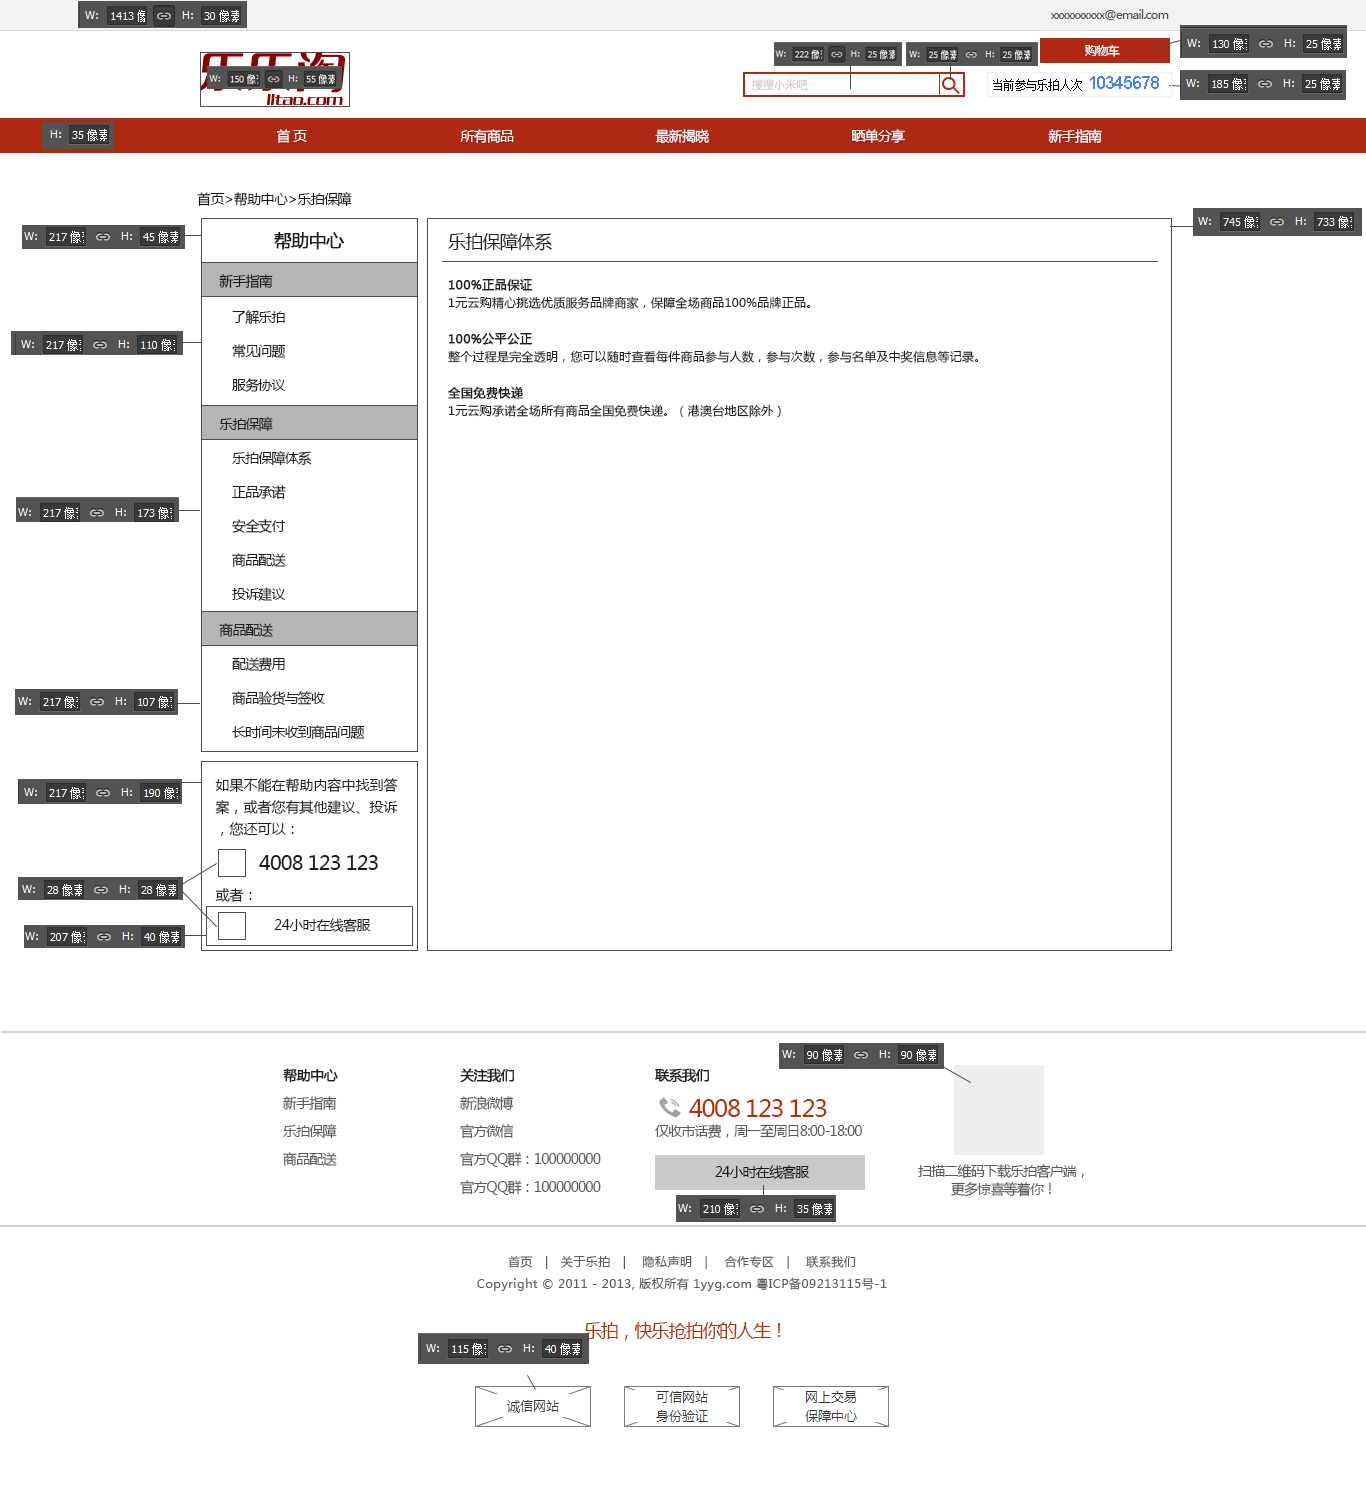 W: 1413 像 H: 30 像素
xxxxxxxxxx@email.com
乐乐淘
lltao.com
W: 150 像素 H: 55 像素
W: 222 像素 H: 25 像素
W: 25 像素 H: 25 像素
购物车
W: 130 像素 H: 25 像素
搜搜小米吧
当前参与乐拍人次 10345678
W: 185 像素 H: 25 像素
H: 35 像素
首 页
所有商品
最新揭晓
晒单分享
新手指南
首页>帮助中心>乐拍保障
W: 745 像素 H: 733 像素
W: 217 像素 H: 45 像素
帮助中心
新手指南
了解乐拍
W: 217 像素 H: 110 像素
常见问题
服务协议
乐拍保障
乐拍保障体系
正品承诺
W: 217 像素 H: 173 像素
安全支付
商品配送
投诉建议
商品配送
配送费用
W: 217 像素 H: 107 像素
商品验货与签收
长时间未收到商品问题
乐拍保障体系
100%正品保证
1元云购精心挑选优质服务品牌商家，保障全场商品100%品牌正品。
100%公平公正
整个过程是完全透明，您可以随时查看每件商品参与人数，参与次数，参与名单及中奖信息等记录。
全国免费快递
1元云购承诺全场所有商品全国免费快递。（港澳台地区除外）
W: 217 像素 H: 190 像素
如果不能在帮助内容中找到答
案，或者您有其他建议、投诉
，您还可以：
4008 123 123
W: 28 像素 H: 28 像素
或者：
24小时在线客服
W: 207 像素 H: 40 像素
帮助中心
新手指南
乐拍保障
商品配送
关注我们
新浪微博
官方微信
官方QQ群：100000000
官方QQ群：100000000
联系我们
4008 123 123
仅收市话费，周一至周日8:00-18:00
24小时在线客服
W: 210 像素 H: 35 像素
W: 90 像素 H: 90 像素
扫描二维码下载乐拍客户端，
更多惊喜等着你！
首页 | 关于乐拍 | 隐私声明 | 合作专区 | 联系我们
Copyright © 2011 - 2013, 版权所有 1yyg.com 粤ICP备09213115号-1
乐拍，快乐抢拍你的人生！
W: 115 像素 H: 40 像素
诚信网站
可信网站
身份验证
网上交易
保障中心